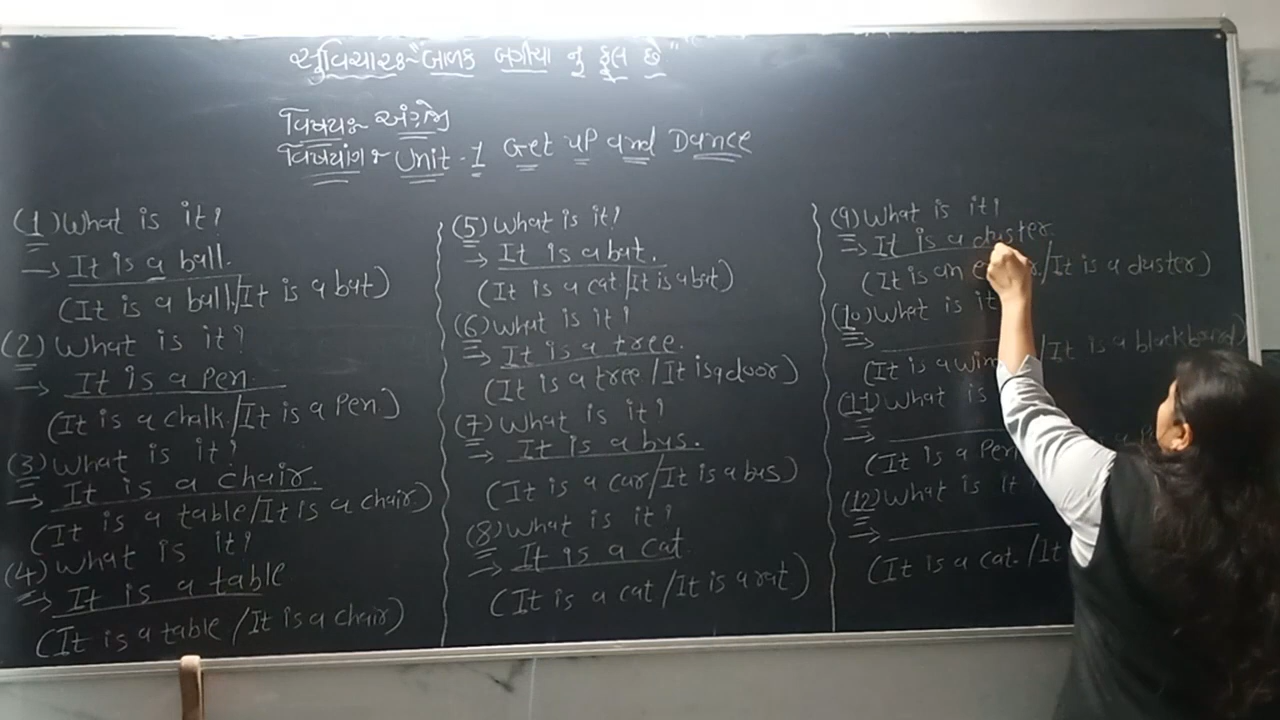 સુવિચારઃ- "બાળક બગીચા નુ ફૂલ છે"
વિષયઃ- અંગ્રેજી
વિષયાંગઃ- Unit-1 Get up and Dance
(1) What is it?
→ It is a ball.
(It is a ball./It is a bat)
(2) What is it?
→ It is a Pen.
(It is a chalk./It is a Pen.)
(3) What is it?
→ It is a chair.
(It is a table/It is a chair)
(4) What is it?
→ It is a table
(It is a table/It is a chair)
(5) What is it?
→ It is a bat.
(It is a cat/It is a bat)
(6) What is it?
→ It is a tree.
(It is a tree./It is a door)
(7) What is it?
→ It is a bus.
(It is a car/It is a bus)
(8) What is it?
→ It is a cat.
(It is a cat/It is a rat)
(9) What is it?
→ It is a duster.
(It is an /It is a duster)
(10) What is it
→
(It is a /It is a blackboard)
(11) What is
→
(It is a Pen
(12) What is it
→
(It is a cat./It